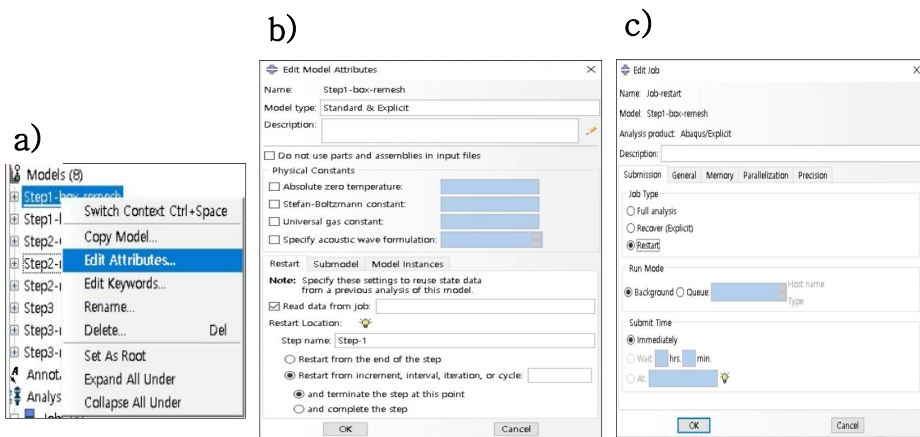 a)
Models (8)
Step1-box-remesh
Step1-
Step2-
Step2-
Step2-
Step3
Step3-
Step3-
Annot
Analys
Switch Context Ctrl+Space
Copy Model...
Edit Attributes...
Edit Keywords...
Rename...
Delete... Del
Set As Root
Expand All Under
Collapse All Under
b)
Edit Model Attributes
Name: Step1-box-remesh
Model type: Standard & Explicit
Description:
Do not use parts and assemblies in input files
Physical Constants
Absolute zero temperature:
Stefan-Boltzmann constant:
Universal gas constant:
Specify acoustic wave formulation:
Restart Submodel Model Instances
Note: Specify these settings to reuse state data
from a previous analysis of this model.
Read data from job:
Restart Location:
Step name: Step-1
Restart from the end of the step
Restart from increment, interval, iteration, or cycle:
and terminate the step at this point
and complete the step
OK Cancel
c)
Edit Job
Name: Job-restart
Model: Step1-box-remesh
Analysis product: Abaqus/Explicit
Description:
Submission General Memory Parallelization Precision
Job Type
Full analysis
Recover (Explicit)
Restart
Run Mode
Background Queue: Host name:
Type:
Submit Time
Immediately
Wait: hrs. min.
At:
OK Cancel